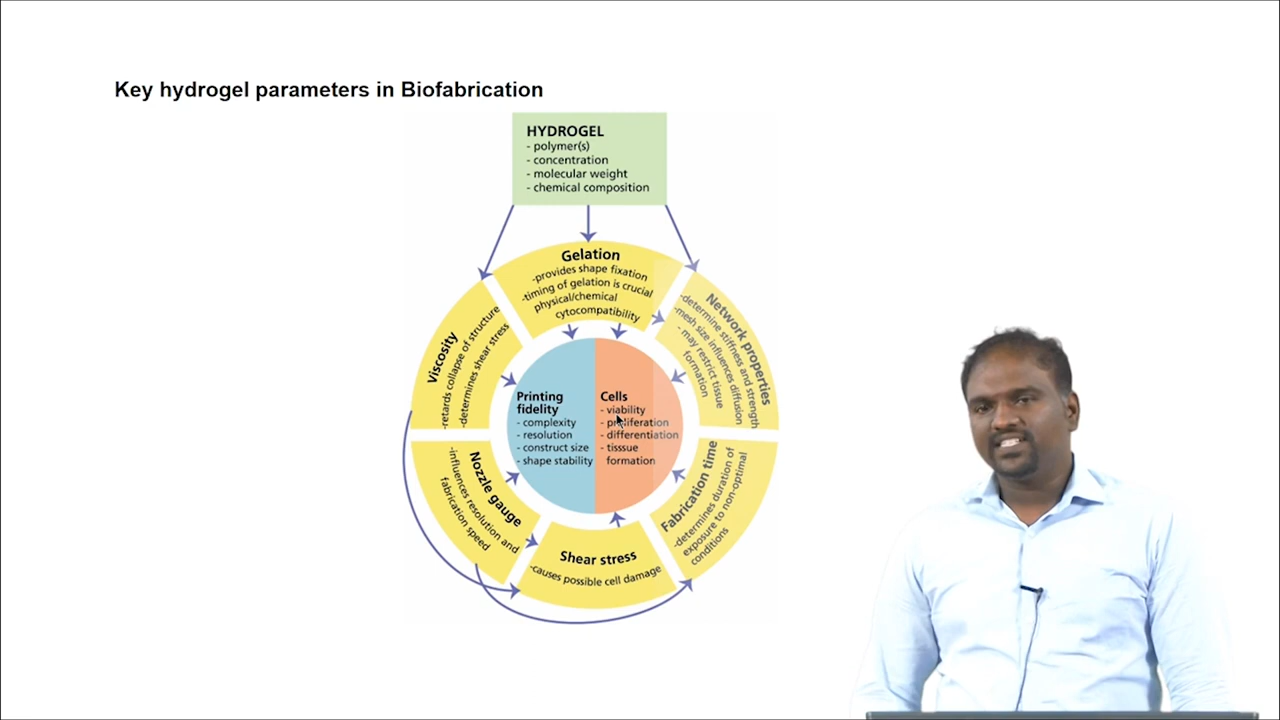 Key hydrogel parameters in Biofabrication
HYDROGEL
- polymer(s)
- concentration
- molecular weight
- chemical composition
Gelation
-provides shape fixation
-timing of gelation is crucial
physical/chemical
cytocompatibility
Network properties
-determine stiffness and strength
-mesh size influences diffusion
- may restrict tissue
formation
Fabrication time
-determines duration of
exposure to non-optimal
conditions
Shear stress
-causes possible cell damage
Nozzle gauge
-influences resolution and
fabrication speed
Viscosity
-retards collapse of structure
-determines shear stress
Printing
fidelity
- complexity
- resolution
- construct size
- shape stability
Cells
- viability
- proliferation
- differentiation
- tisssue
formation